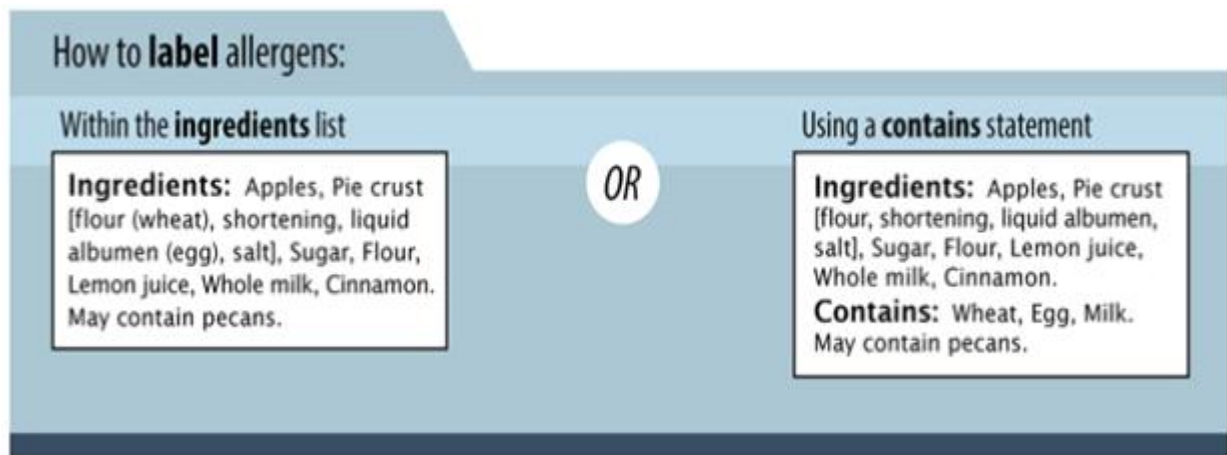 How to label allergens:
Within the ingredients list
Ingredients: Apples, Pie crust
[flour (wheat), shortening, liquid
albumen (egg), salt], Sugar, Flour,
Lemon juice, Whole milk, Cinnamon.
May contain pecans.
OR
Using a contains statement
Ingredients: Apples, Pie crust
[flour, shortening, liquid albumen,
salt], Sugar, Flour, Lemon juice,
Whole milk, Cinnamon.
Contains: Wheat, Egg, Milk.
May contain pecans.